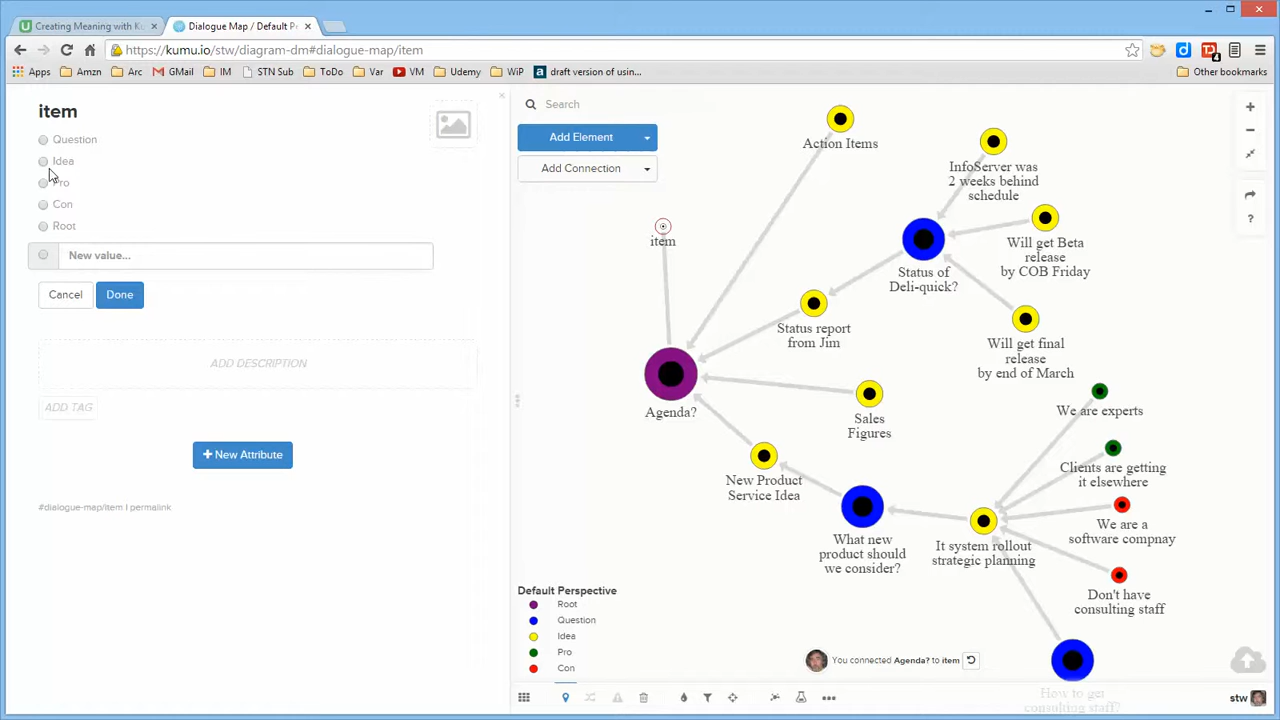 Creating Meaning with Ku
Dialogue Map / Default P
https://kumu.io/stw/diagram-dm#dialogue-map/item
4
Apps
Amzn
Arc
GMail
IM
STN Sub
ToDo
Var
VM
Udemy
WiP
draft version of usin...
Other bookmarks
item
Question
Idea
Pro
Con
Root
New value...
Cancel
Done
ADD DESCRIPTION
ADD TAG
New Attribute
#dialogue-map/item | permalink
Search
Add Element
Add Connection
Action Items
InfoServer was
2 weeks behind
schedule
item
Will get Beta
release
by COB Friday
Status of
Deli-quick?
Status report
from Jim
Will get final
release
by end of March
Agenda?
Sales
Figures
We are experts
Clients are getting
it elsewhere
New Product
Service Idea
What new
product should
we consider?
It system rollout
strategic planning
We are a
software compnay
Don't have
consulting staff
How to get
consulting staff?
Default Perspective
Root
Question
Idea
Pro
Con
You connected Agenda? to item
stw
?